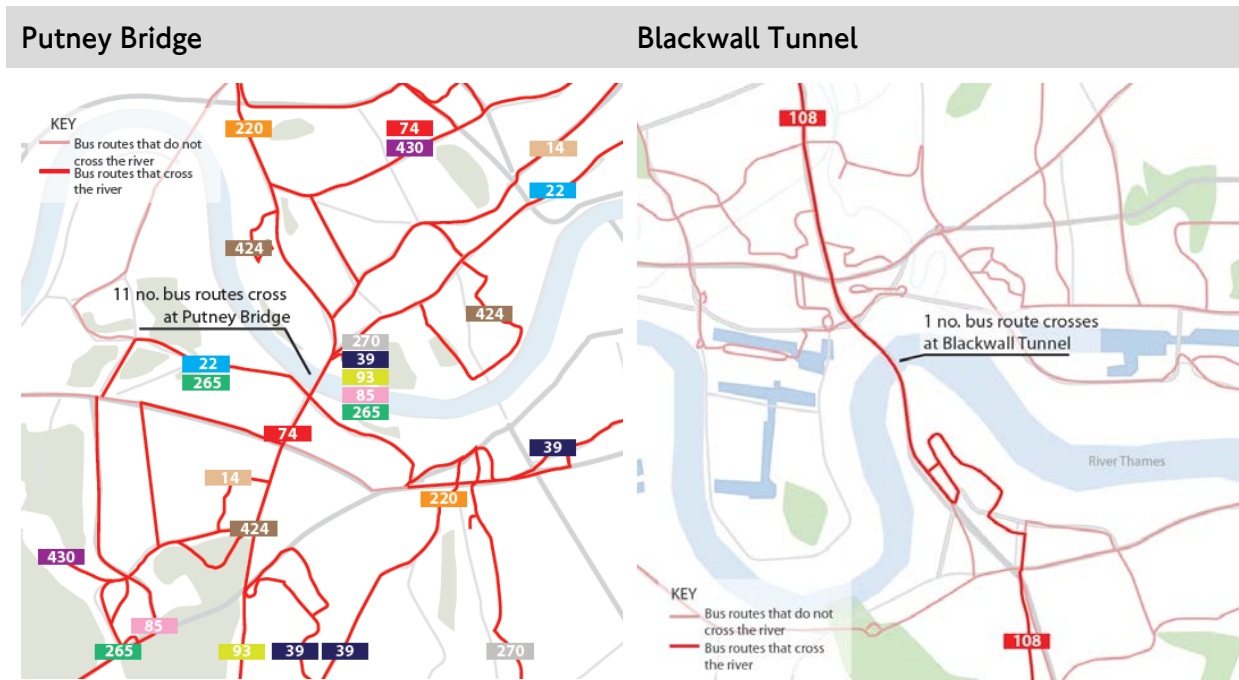 Putney Bridge
KEY
Bus routes that do not
cross the river
Bus routes that cross
the river
220
74
430
14
22
424
11 no. bus routes cross
at Putney Bridge
424
270
39
93
85
265
22
265
74
39
14
220
424
430
85
265
93
39
39
270
Blackwall Tunnel
108
1 no. bus route crosses
at Blackwall Tunnel
River Thames
KEY
Bus routes that do not
cross the river
Bus routes that cross
the river
108